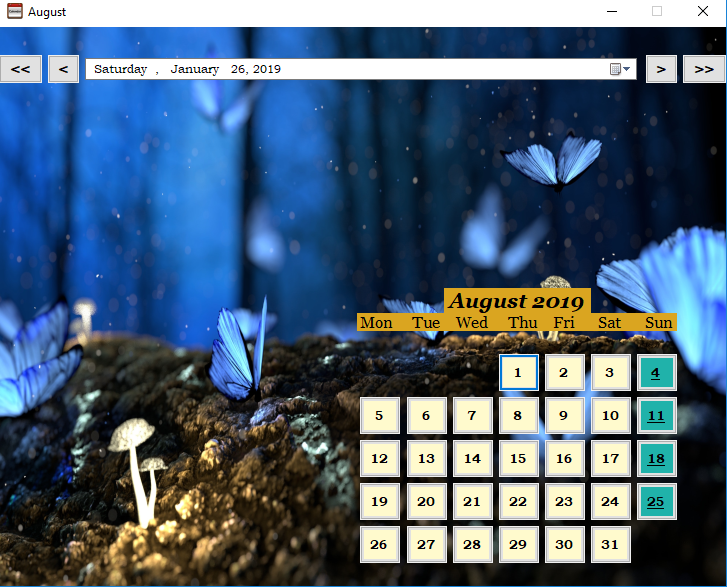 August
<< < Saturday , January 26, 2019 > >>
August 2019
Mon Tue Wed Thu Fri Sat Sun
1 2 3 4
5 6 7 8 9 10 11
12 13 14 15 16 17 18
19 20 21 22 23 24 25
26 27 28 29 30 31